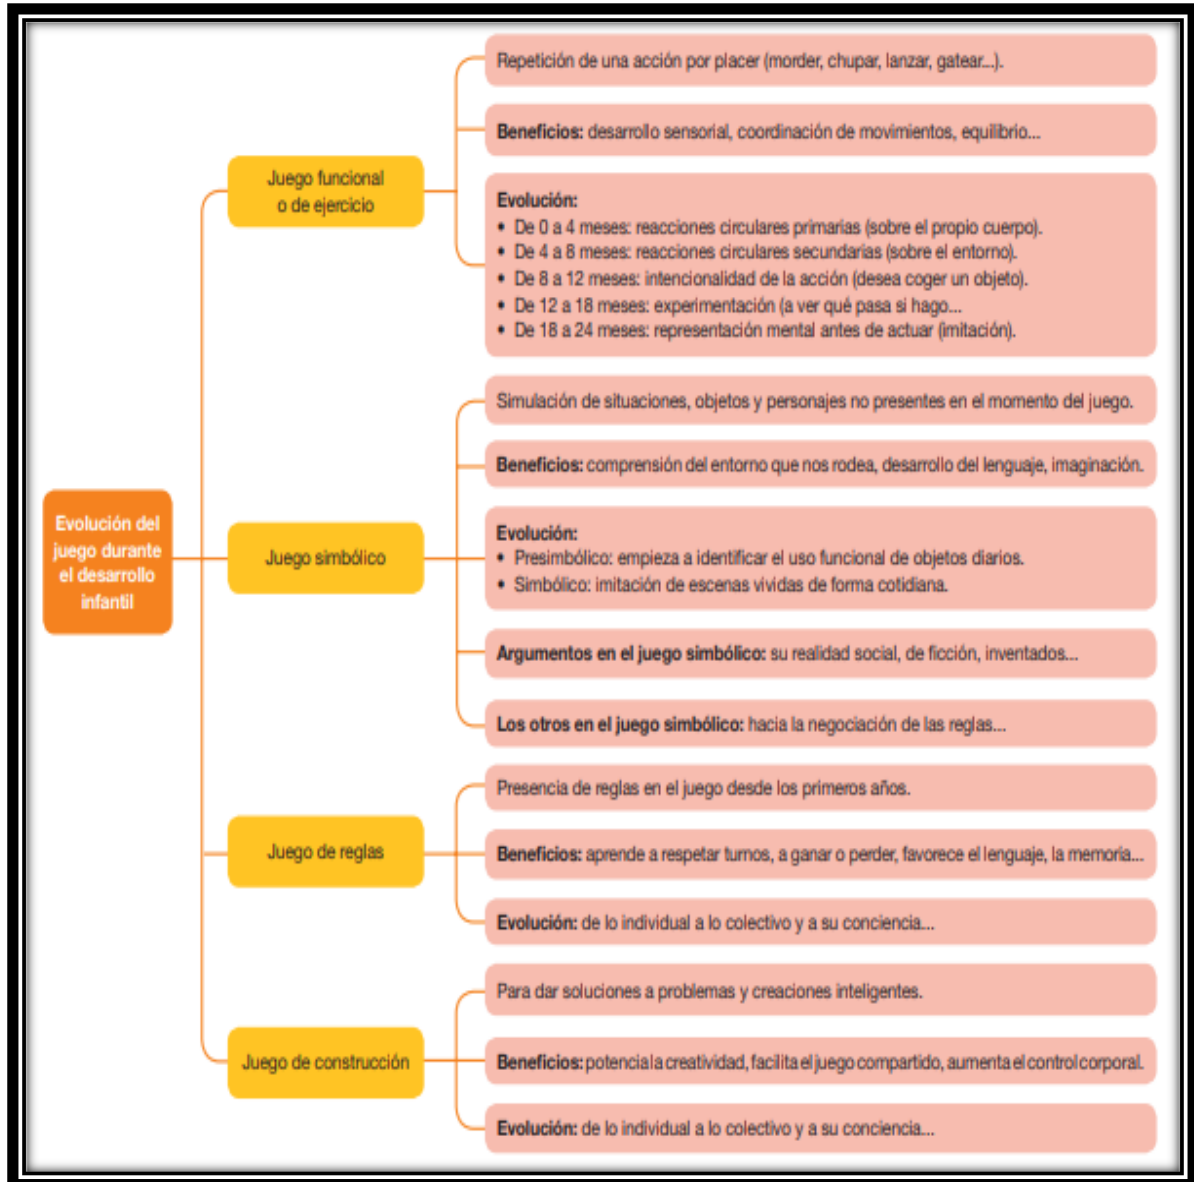 Evolución del
juego durante
el desarrollo
infantil
Juego funcional
o de ejercicio
Repetición de una acción por placer (morder, chupar, lanzar, gatear...).
Beneficios: desarrollo sensorial, coordinación de movimientos, equilibrio...
Evolución:
• De 0 a 4 meses: reacciones circulares primarias (sobre el propio cuerpo).
• De 4 a 8 meses: reacciones circulares secundarias (sobre el entorno).
• De 8 a 12 meses: intencionalidad de la acción (desea coger un objeto).
• De 12 a 18 meses: experimentación (a ver qué pasa si hago...
• De 18 a 24 meses: representación mental antes de actuar (imitación).
Juego simbólico
Simulación de situaciones, objetos y personajes no presentes en el momento del juego.
Beneficios: comprensión del entorno que nos rodea, desarrollo del lenguaje, imaginación.
Evolución:
• Presimbólico: empieza a identificar el uso funcional de objetos diarios.
• Simbólico: imitación de escenas vividas de forma cotidiana.
Argumentos en el juego simbólico: su realidad social, de ficción, inventados...
Los otros en el juego simbólico: hacia la negociación de las reglas...
Juego de reglas
Presencia de reglas en el juego desde los primeros años.
Beneficios: aprende a respetar turnos, a ganar o perder, favorece el lenguaje, la memoria...
Evolución: de lo individual a lo colectivo y a su conciencia...
Juego de construcción
Para dar soluciones a problemas y creaciones inteligentes.
Beneficios: potencia la creatividad, facilita el juego compartido, aumenta el control corporal.
Evolución: de lo individual a lo colectivo y a su conciencia...